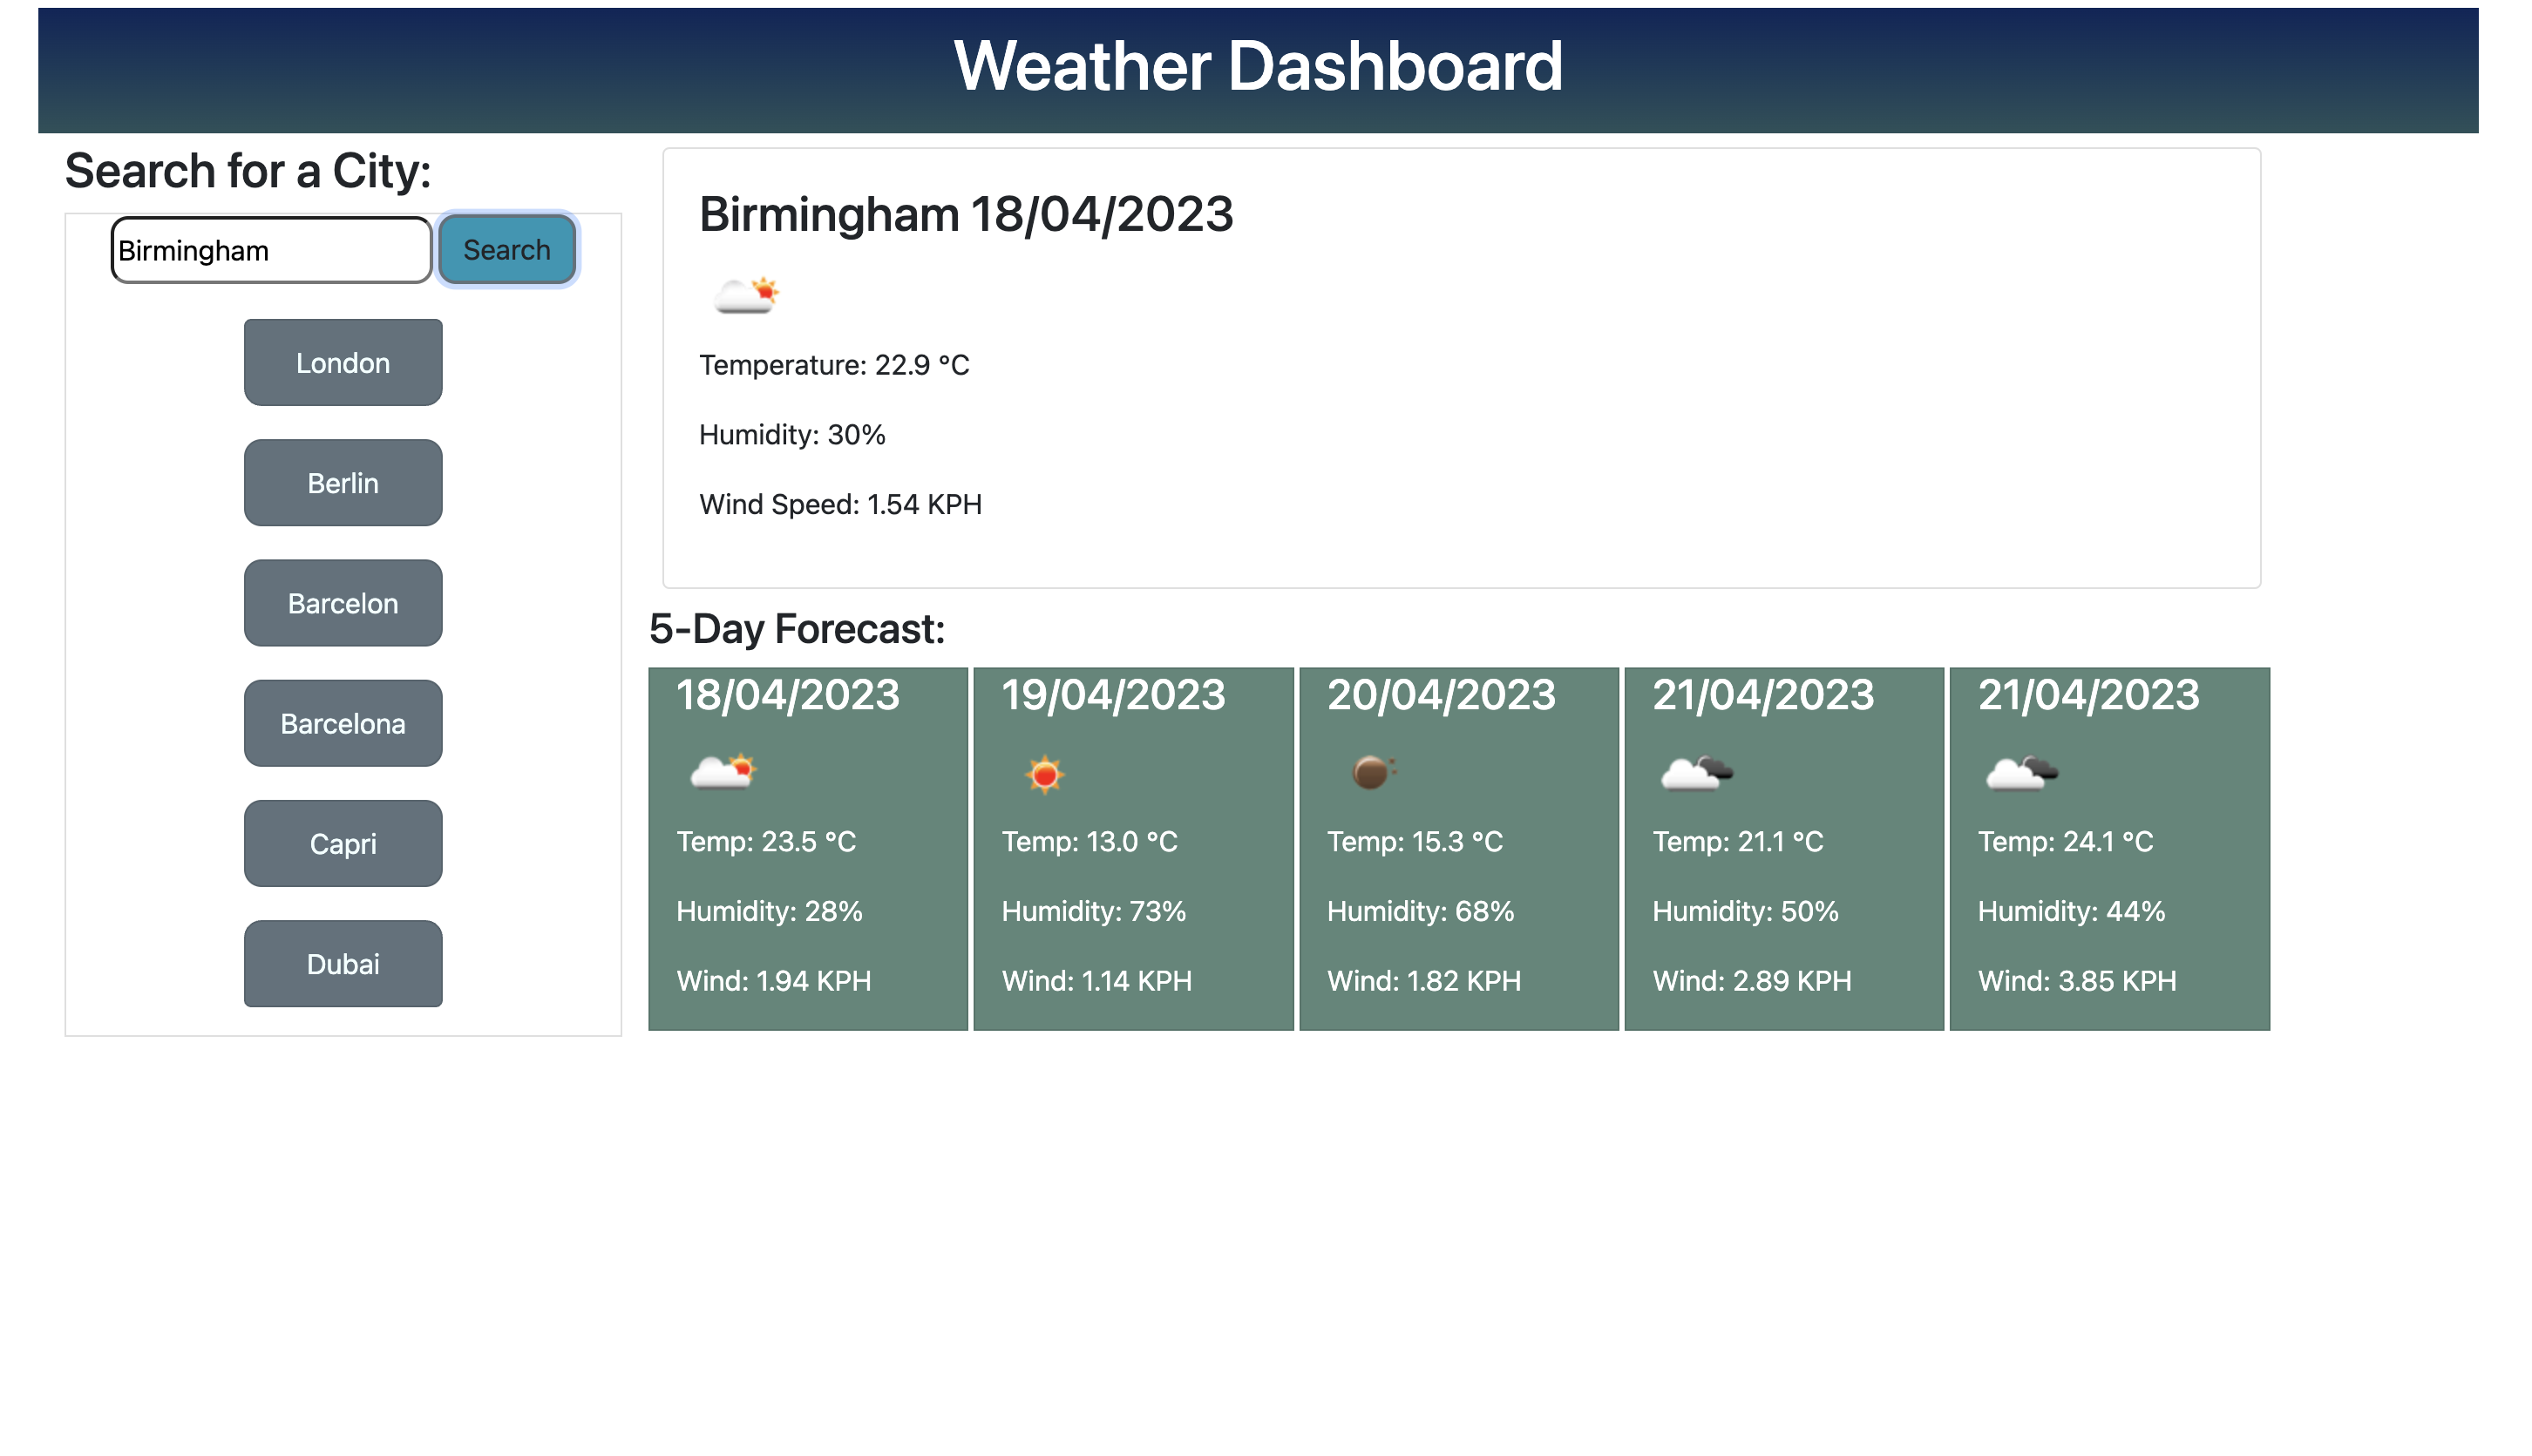 Weather Dashboard
Search for a City:
Birmingham
Search
London
Berlin
Barcelon
Barcelona
Capri
Dubai
Birmingham 18/04/2023
Temperature: 22.9 °C
Humidity: 30%
Wind Speed: 1.54 KPH
5-Day Forecast:
18/04/2023
Temp: 23.5 °C
Humidity: 28%
Wind: 1.94 KPH
19/04/2023
Temp: 13.0 °C
Humidity: 73%
Wind: 1.14 KPH
20/04/2023
Temp: 15.3 °C
Humidity: 68%
Wind: 1.82 KPH
21/04/2023
Temp: 21.1 °C
Humidity: 50%
Wind: 2.89 KPH
21/04/2023
Temp: 24.1 °C
Humidity: 44%
Wind: 3.85 KPH